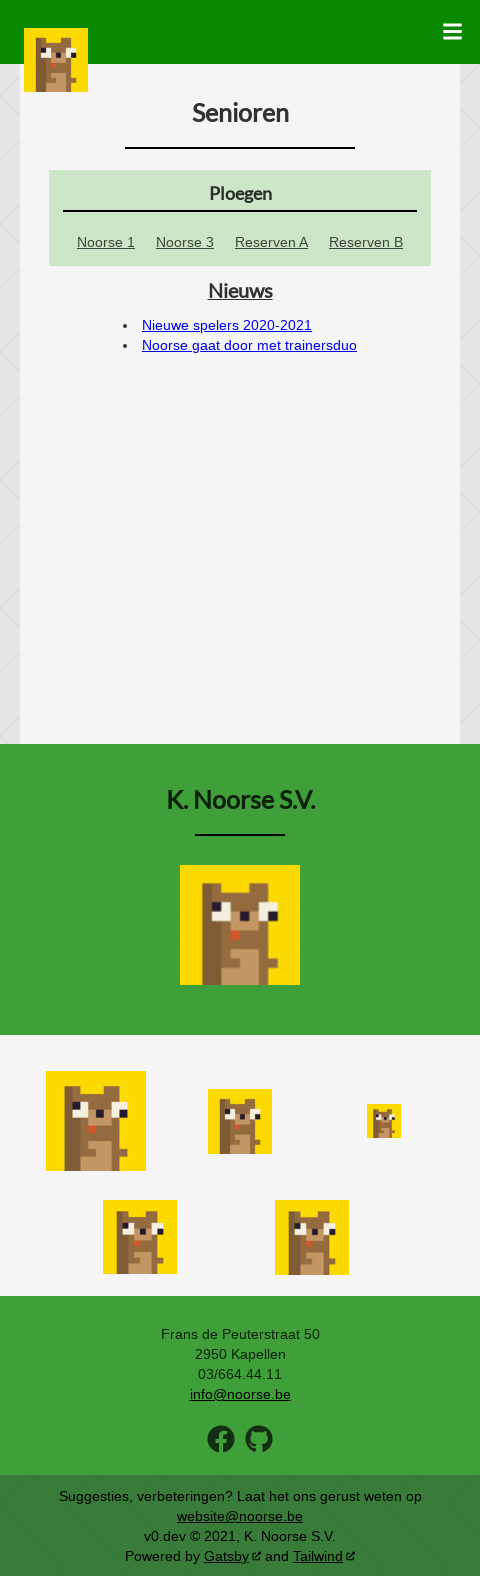 Senioren
Ploegen
Noorse 1 Noorse 3 Reserven A Reserven B
Nieuws
Nieuwe spelers 2020-2021
Noorse gaat door met trainersduo
K. Noorse S.V.
Frans de Peuterstraat 50
2950 Kapellen
03/664.44.11
info@noorse.be
Suggesties, verbeteringen? Laat het ons gerust weten op
website@noorse.be
v0.dev © 2021, K. Noorse S.V.
Powered by Gatsby and Tailwind